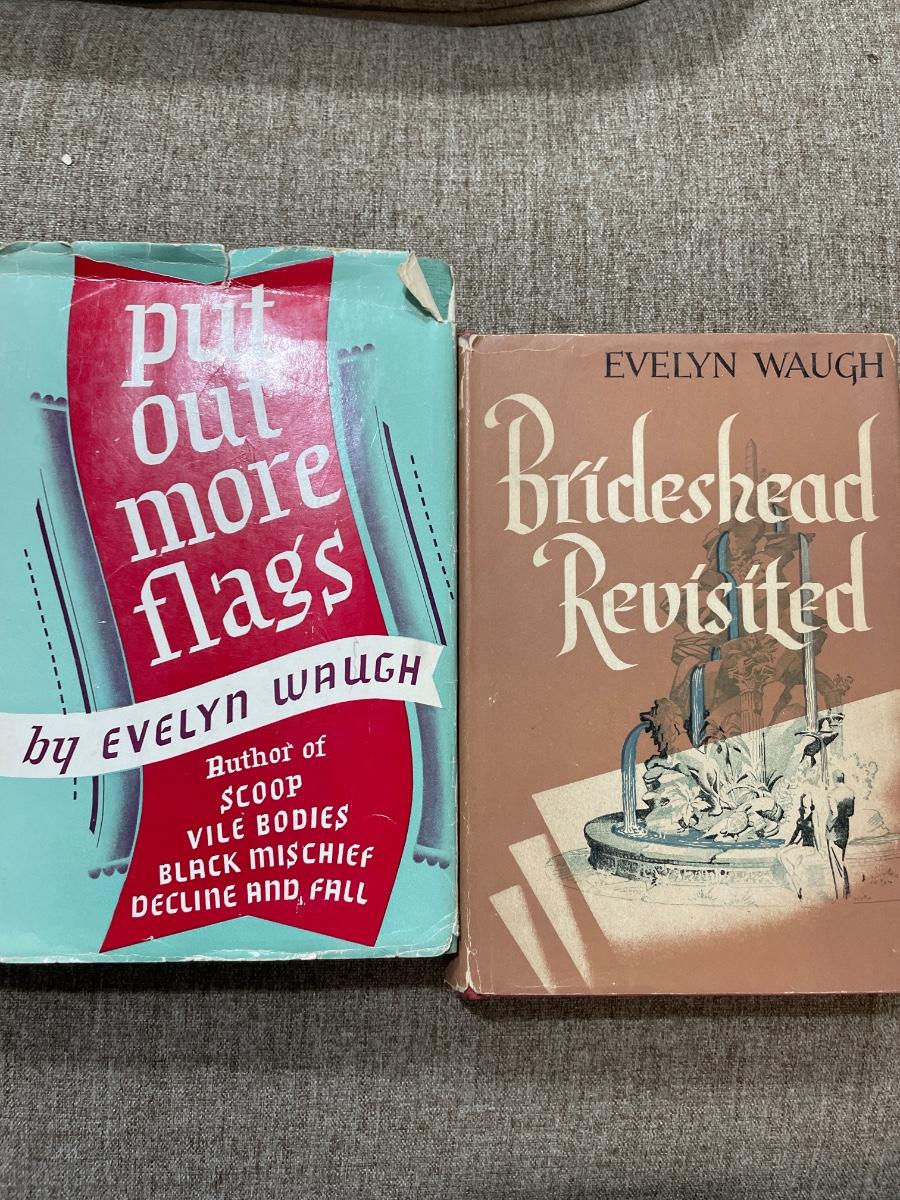 put
out
more
flags
by EVELYN WAUGH
Author of
SCOOP
VILE BODIES
BLACK MISCHIEF
DECLINE AND FALL
EVELYN WAUGH
Brideshead
Revisited